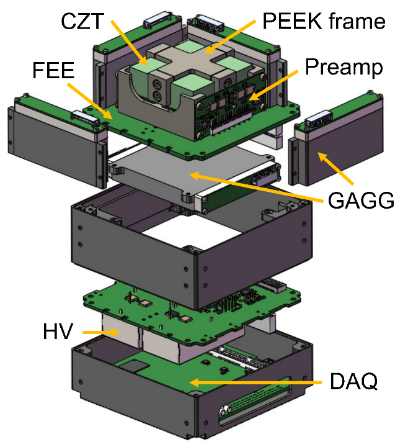 CZT
PEEK frame
FEE
Preamp
GAGG
HV
DAQ